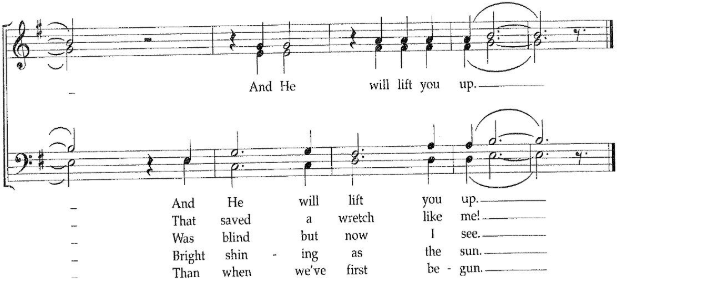 And He will lift you up.
And He will lift you up.
That saved a wretch like me!
Was blind but now I see.
Bright shin - ing as the sun.
Than when we've first be - gun.